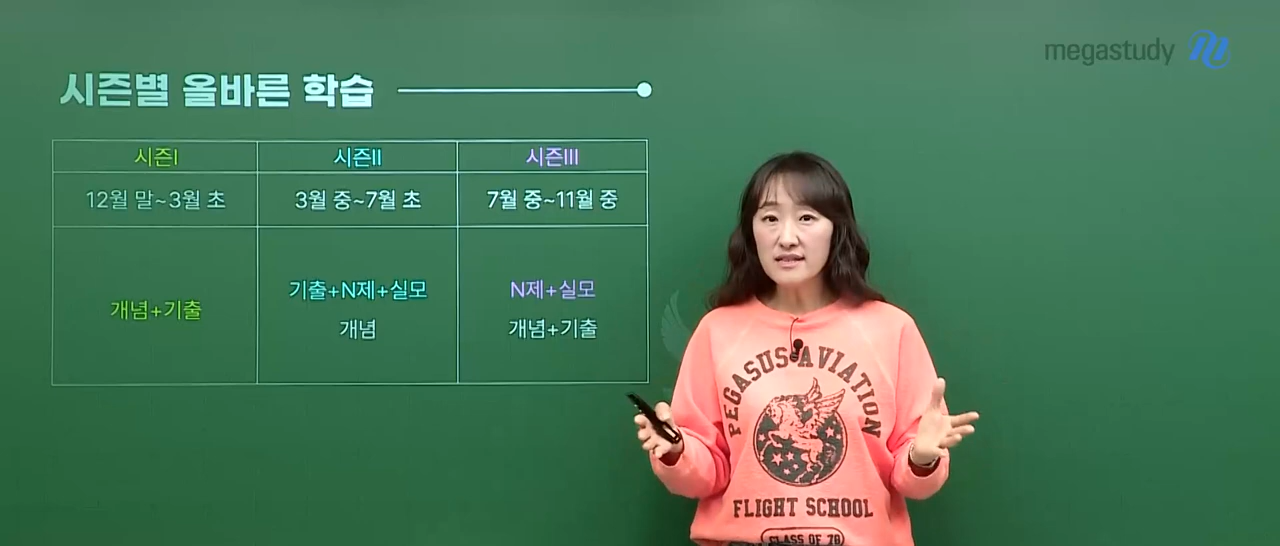 megastudy
시즌별 올바른 학습
시즌I
시즌II
시즌III
12월 말~3월 초
3월 중~7월 초
7월 중~11월 중
개념+기출
기출+N제+실모
개념
N제+실모
개념+기출
PEGASUS AVIATION
FLIGHT SCHOOL
CLASS OF 78